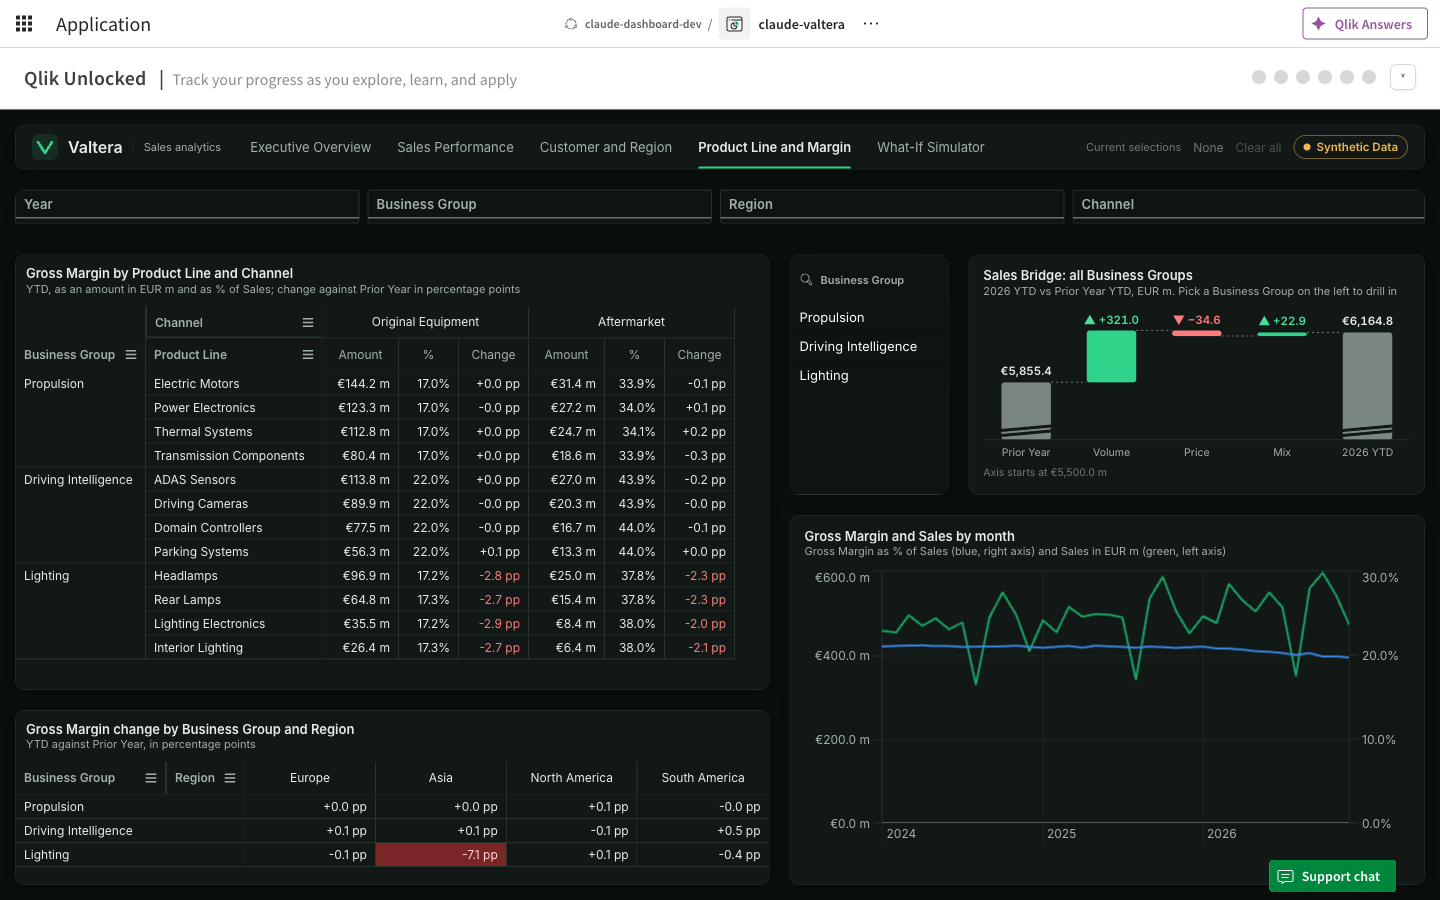 Application
claude-dashboard-dev / claude-valtera ···
Qlik Answers
Qlik Unlocked | Track your progress as you explore, learn, and apply
Valtera Sales analytics Executive Overview Sales Performance Customer and Region Product Line and Margin What-If Simulator Current selections None Clear all Synthetic Data
Year Business Group Region Channel
Gross Margin by Product Line and Channel
YTD, as an amount in EUR m and as % of Sales; change against Prior Year in percentage points
Channel Original Equipment Aftermarket
Business Group Product Line Amount % Change Amount % Change
Propulsion Electric Motors €144.2 m 17.0% +0.0 pp €31.4 m 33.9% -0.1 pp
Power Electronics €123.3 m 17.0% -0.0 pp €27.2 m 34.0% +0.1 pp
Thermal Systems €112.8 m 17.0% +0.0 pp €24.7 m 34.1% +0.2 pp
Transmission Components €80.4 m 17.0% +0.0 pp €18.6 m 33.9% -0.3 pp
Driving Intelligence ADAS Sensors €113.8 m 22.0% +0.0 pp €27.0 m 43.9% -0.2 pp
Driving Cameras €89.9 m 22.0% -0.0 pp €20.3 m 43.9% -0.0 pp
Domain Controllers €77.5 m 22.0% -0.0 pp €16.7 m 44.0% -0.1 pp
Parking Systems €56.3 m 22.0% +0.1 pp €13.3 m 44.0% +0.0 pp
Lighting Headlamps €96.9 m 17.2% -2.8 pp €25.0 m 37.8% -2.3 pp
Rear Lamps €64.8 m 17.3% -2.7 pp €15.4 m 37.8% -2.3 pp
Lighting Electronics €35.5 m 17.2% -2.9 pp €8.4 m 38.0% -2.0 pp
Interior Lighting €26.4 m 17.3% -2.7 pp €6.4 m 38.0% -2.1 pp
Business Group
Propulsion
Driving Intelligence
Lighting
Sales Bridge: all Business Groups
2026 YTD vs Prior Year YTD, EUR m. Pick a Business Group on the left to drill in
▲ +321.0 ▼ −34.6 ▲ +22.9 €6,164.8
€5,855.4
Prior Year Volume Price Mix 2026 YTD
Axis starts at €5,500.0 m
Gross Margin change by Business Group and Region
YTD against Prior Year, in percentage points
Business Group Region Europe Asia North America South America
Propulsion +0.0 pp +0.0 pp +0.1 pp -0.0 pp
Driving Intelligence +0.1 pp +0.1 pp -0.1 pp +0.5 pp
Lighting -0.1 pp -7.1 pp +0.1 pp -0.4 pp
Gross Margin and Sales by month
Gross Margin as % of Sales (blue, right axis) and Sales in EUR m (green, left axis)
€600.0 m 30.0%
€400.0 m 20.0%
€200.0 m 10.0%
€0.0 m 0.0%
2024 2025 2026
Support chat